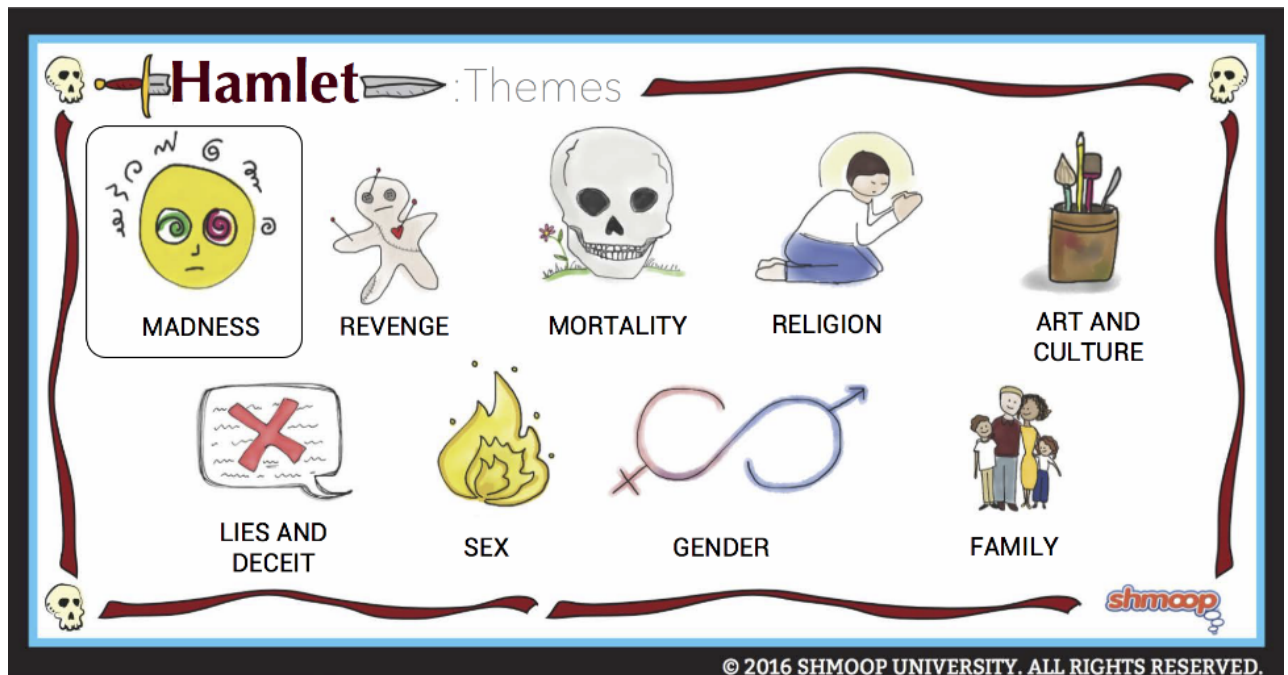 Hamlet :Themes
MADNESS
REVENGE
MORTALITY
RELIGION
ART AND
CULTURE
LIES AND
DECEIT
SEX
GENDER
FAMILY
shmoop
© 2016 SHMOOP UNIVERSITY. ALL RIGHTS RESERVED.